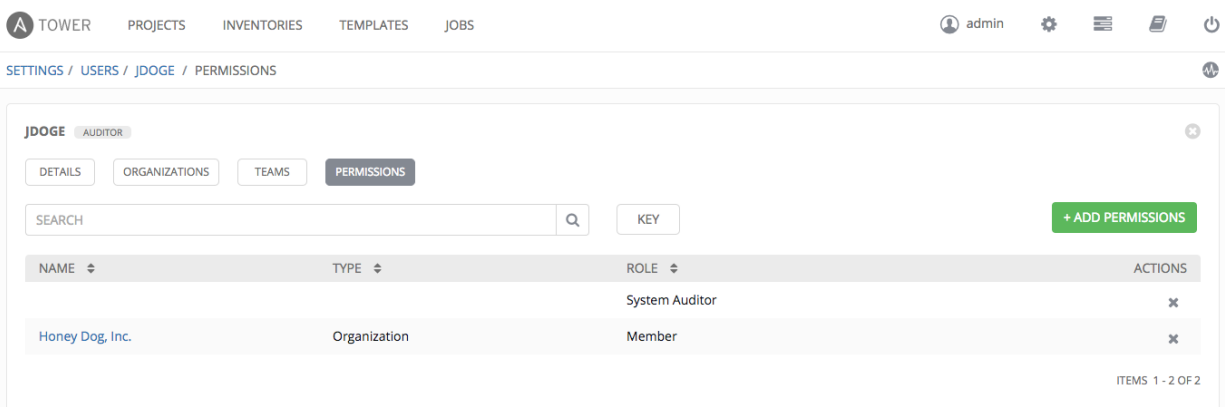 A TOWER PROJECTS INVENTORIES TEMPLATES JOBS admin
SETTINGS / USERS / JDOGE / PERMISSIONS
JDOGE AUDITOR
DETAILS ORGANIZATIONS TEAMS PERMISSIONS
SEARCH KEY + ADD PERMISSIONS
NAME TYPE ROLE ACTIONS
System Auditor
Honey Dog, Inc. Organization Member
ITEMS 1 - 2 OF 2